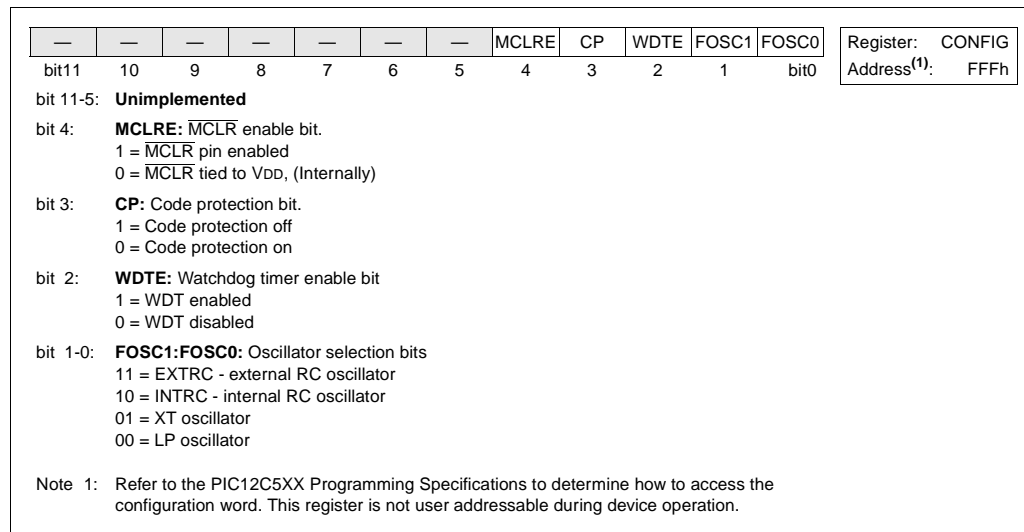 — — — — — — — MCLRE CP WDTE FOSC1 FOSC0
bit11 10 9 8 7 6 5 4 3 2 1 bit0
Register: CONFIG
Address(1): FFFh
bit 11-5: Unimplemented
bit 4: MCLRE: MCLR enable bit.
1 = MCLR pin enabled
0 = MCLR tied to VDD, (Internally)
bit 3: CP: Code protection bit.
1 = Code protection off
0 = Code protection on
bit 2: WDTE: Watchdog timer enable bit
1 = WDT enabled
0 = WDT disabled
bit 1-0: FOSC1:FOSC0: Oscillator selection bits
11 = EXTRC - external RC oscillator
10 = INTRC - internal RC oscillator
01 = XT oscillator
00 = LP oscillator
Note 1: Refer to the PIC12C5XX Programming Specifications to determine how to access the
configuration word. This register is not user addressable during device operation.